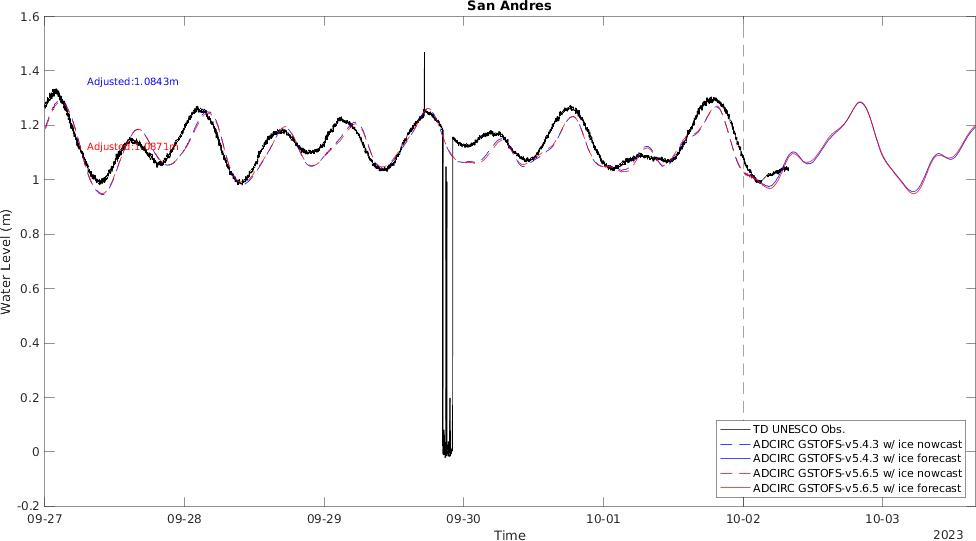 San Andres
1.6
1.4
1.2
1
0.8
0.6
0.4
0.2
0
-0.2
Water Level (m)
Adjusted:1.0843m
Adjusted:1.0871m
TD UNESCO Obs.
ADCIRC GSTOFS-v5.4.3 w/ ice nowcast
ADCIRC GSTOFS-v5.4.3 w/ ice forecast
ADCIRC GSTOFS-v5.6.5 w/ ice nowcast
ADCIRC GSTOFS-v5.6.5 w/ ice forecast
09-27 09-28 09-29 09-30 10-01 10-02 10-03
Time
2023